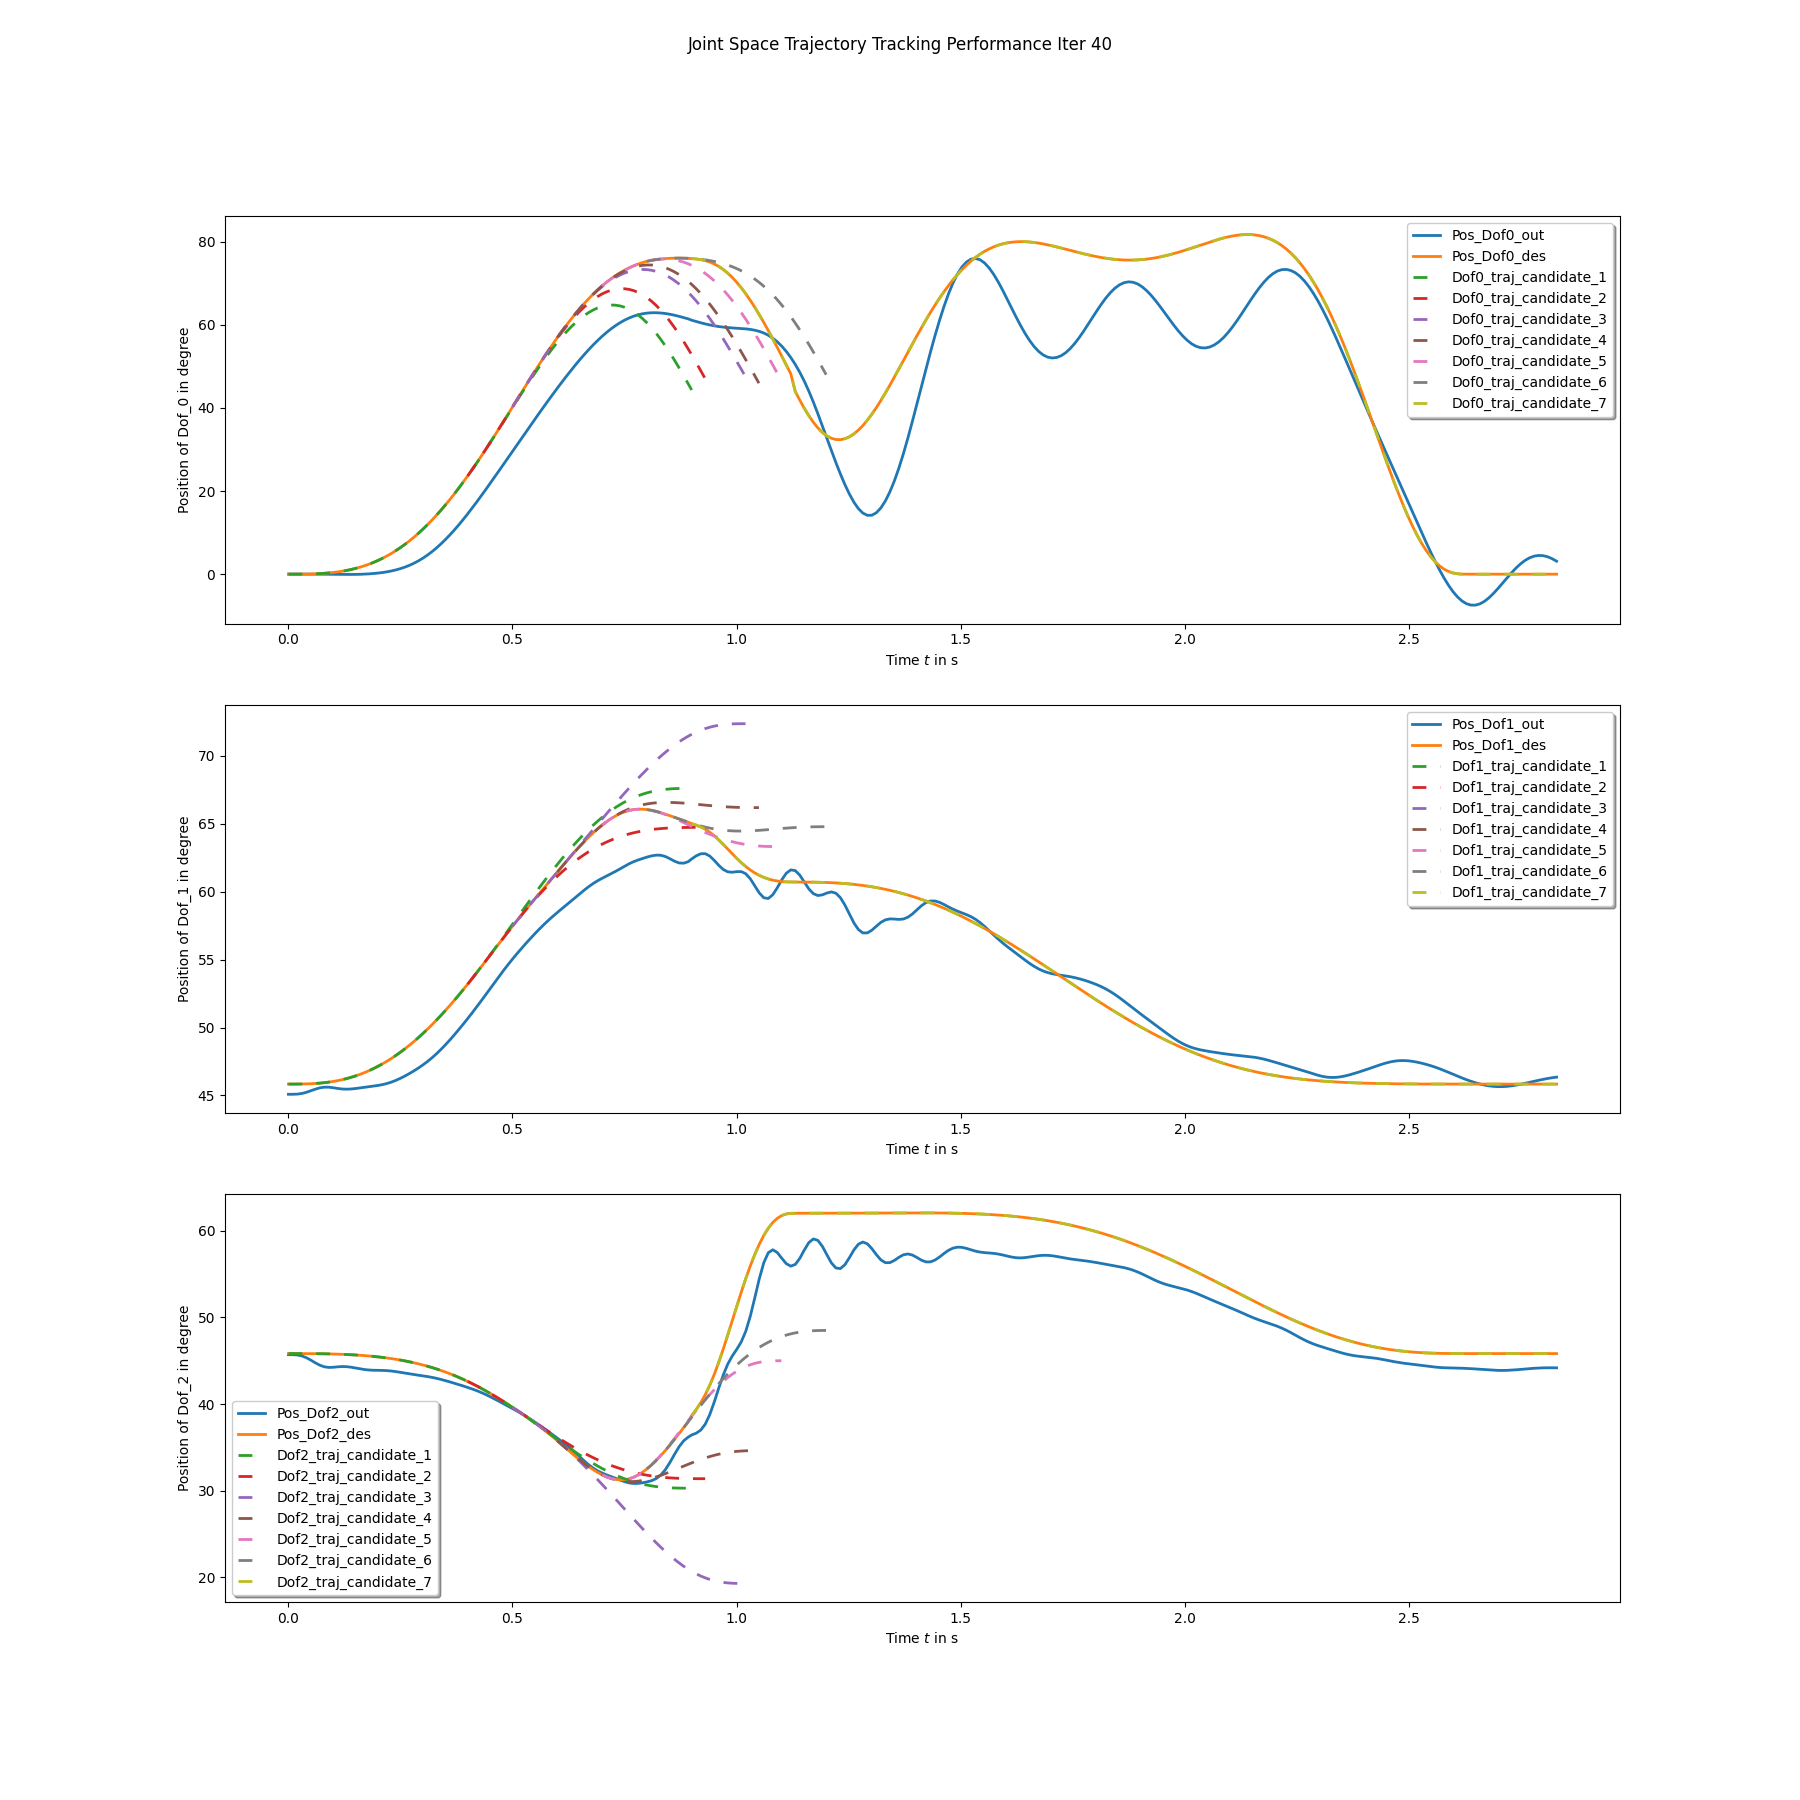 Joint Space Trajectory Tracking Performance Iter 40
Position of Dof_0 in degree
80
60
40
20
0
Pos_Dof0_out
Pos_Dof0_des
Dof0_traj_candidate_1
Dof0_traj_candidate_2
Dof0_traj_candidate_3
Dof0_traj_candidate_4
Dof0_traj_candidate_5
Dof0_traj_candidate_6
Dof0_traj_candidate_7
0.0 0.5 1.0 1.5 2.0 2.5
Time t in s
Position of Dof_1 in degree
70
65
60
55
50
45
Pos_Dof1_out
Pos_Dof1_des
Dof1_traj_candidate_1
Dof1_traj_candidate_2
Dof1_traj_candidate_3
Dof1_traj_candidate_4
Dof1_traj_candidate_5
Dof1_traj_candidate_6
Dof1_traj_candidate_7
0.0 0.5 1.0 1.5 2.0 2.5
Time t in s
Position of Dof_2 in degree
60
50
40
30
20
Pos_Dof2_out
Pos_Dof2_des
Dof2_traj_candidate_1
Dof2_traj_candidate_2
Dof2_traj_candidate_3
Dof2_traj_candidate_4
Dof2_traj_candidate_5
Dof2_traj_candidate_6
Dof2_traj_candidate_7
0.0 0.5 1.0 1.5 2.0 2.5
Time t in s